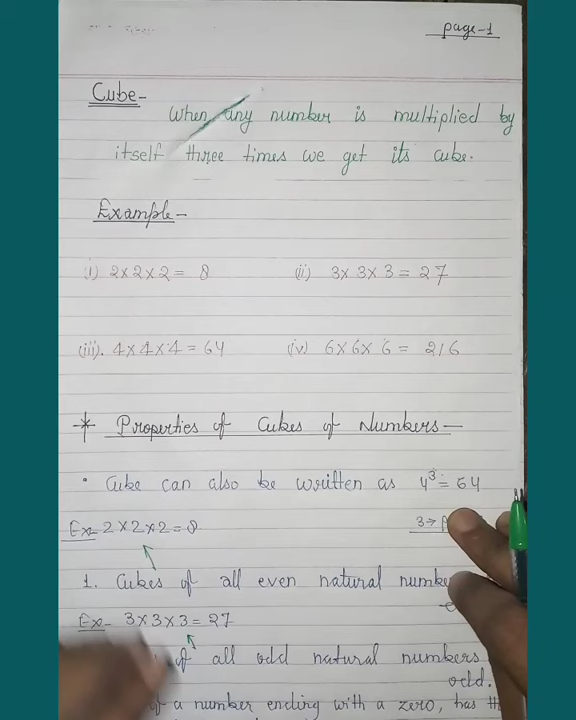 page-1
Cube-
When any number is multiplied by
itself three times we get its cube.
Example-
(i) 2×2×2 = 8 (ii) 3×3×3 = 27
(iii). 4×4×4 = 64 (iv) 6×6×6 = 216
* Properties of Cubes of Numbers-
• Cube can also be written as 4³ = 64
Ex- 2×2×2 = 8 3→
1. Cubes of all even natural
Ex- 3×3×3 = 27
of all odd natural numbers
odd.
a number ending with a zero, has